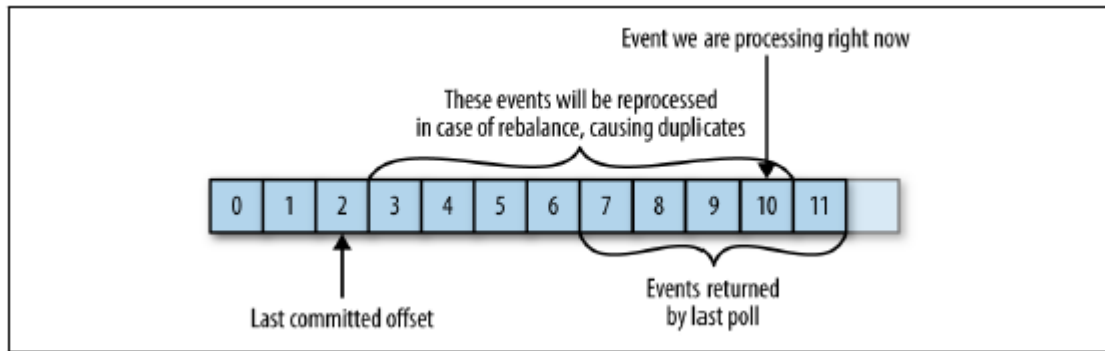 Event we are processing right now
These events will be reprocessed
in case of rebalance, causing duplicates
0 1 2 3 4 5 6 7 8 9 10 11
Last committed offset
Events returned
by last poll